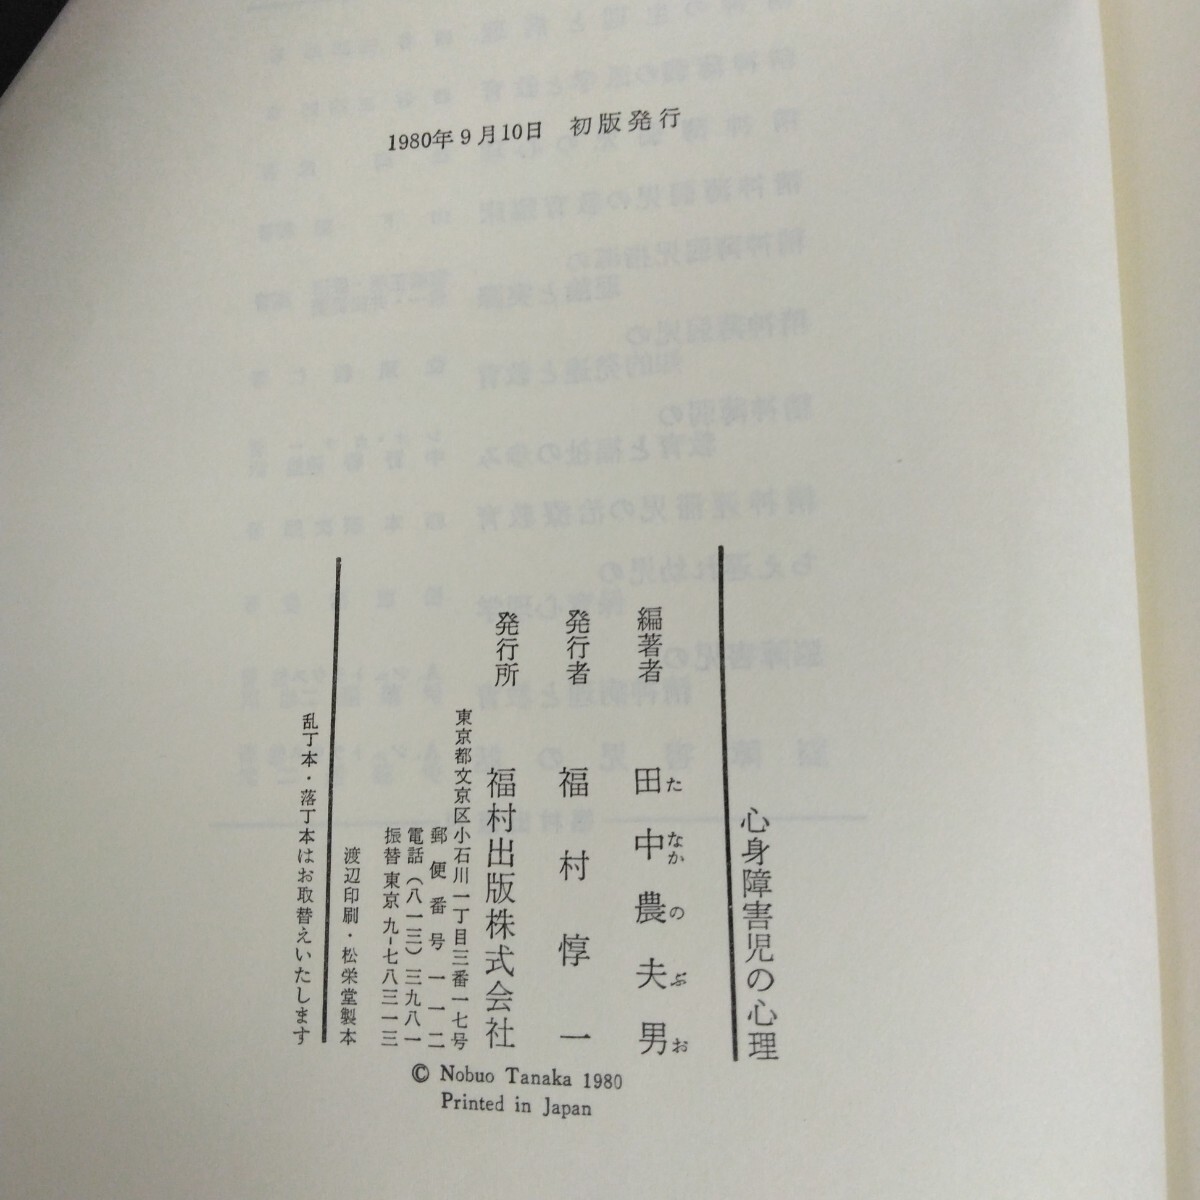 1980年9月10日　初版発行
心身障害児の心理
編著者　田中農夫男
たなかのぶお
発行者　福村惇一
発行所　福村出版株式会社
東京都文京区小石川一丁目三番一七号
郵便番号一一二
電話（八一三）三九八一
振替東京九-七八三一三
渡辺印刷・松栄堂製本
乱丁本・落丁本はお取替えいたします
© Nobuo Tanaka 1980
Printed in Japan